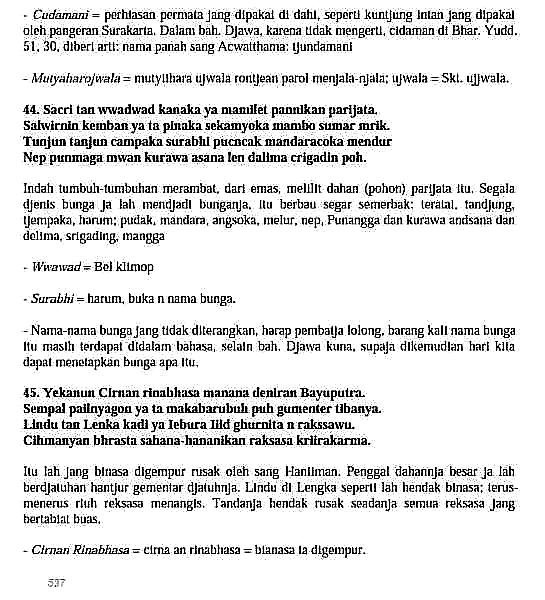 - Cudamani = perhiasan permata jang dipakai di dahi, seperti kuntjung intan jang dipakai
oleh pangeran Surakarta. Dalam bah. Djawa, karena tidak mengerti, cidaman di Bhar. Yudd.
51, 30, diberi arti: nama panah sang Acwatthama: tjundamani
- Mutyaharojwala = mutyithara ujwala rontjean parol menjala-njala; ujwala = Skt. ujjwala.
44. Sacri tan wwadwad kanaka ya mamilet pannikan parijata.
Salwirnin kemban ya ta pinaka sekarnyoka mambo sumar mrik.
Tunjun tanjun campaka surabhi pucncak mandaracoka mendur
Nep punmaga mwan kurawa asana len dalima crigadin poh.
Indah tumbuh-tumbuhan merambat, dari emas, melilit dahan (pohon) parijata itu. Segala
djenis bunga ja lah mendjadi bunganja, itu berbau segar semerbak: teratai, tandjung,
tjempaka, harum; pudak, mandara, angsoka, melur, nep, Punangga dan kurawa andsana dan
delima, srigading, mangga
- Wwawad = Bel klimop
- Surabhi = harum, buka n nama bunga.
- Nama-nama bunga jang tidak diterangkan, harap pembatja tolong, barang kali nama bunga
itu masih terdapat didalam bahasa, selain bah. Djawa kuna, supaja dikemudian hari kita
dapat menetapkan bunga apa itu.
45. Yekanun Cirnan rinabhasa manana deniran Bayuputra.
Sempal painyagon ya ta makabarubuh puh gumenter tibanya.
Lindu tan Lenka kadi ya lebura lild ghurnita n rakssawu.
Cihmanyan bhrasta sahana-hananikan raksasa krurakarma.
Itu lah jang binasa digempur rusak oleh sang Haniiman. Penggal dahannja besar ja lah
berdjatuhan hantjur gementar djatuhnja. Lindu di Lengka seperti lah hendak binasa; terus-
menerus riuh reksasa menangis. Tandanja hendak rusak seadanja semua reksasa jang
bertabiat buas.
- Cirnan Rinabhasa = cirna an rinabhasa = bianasa ia digempur.
537